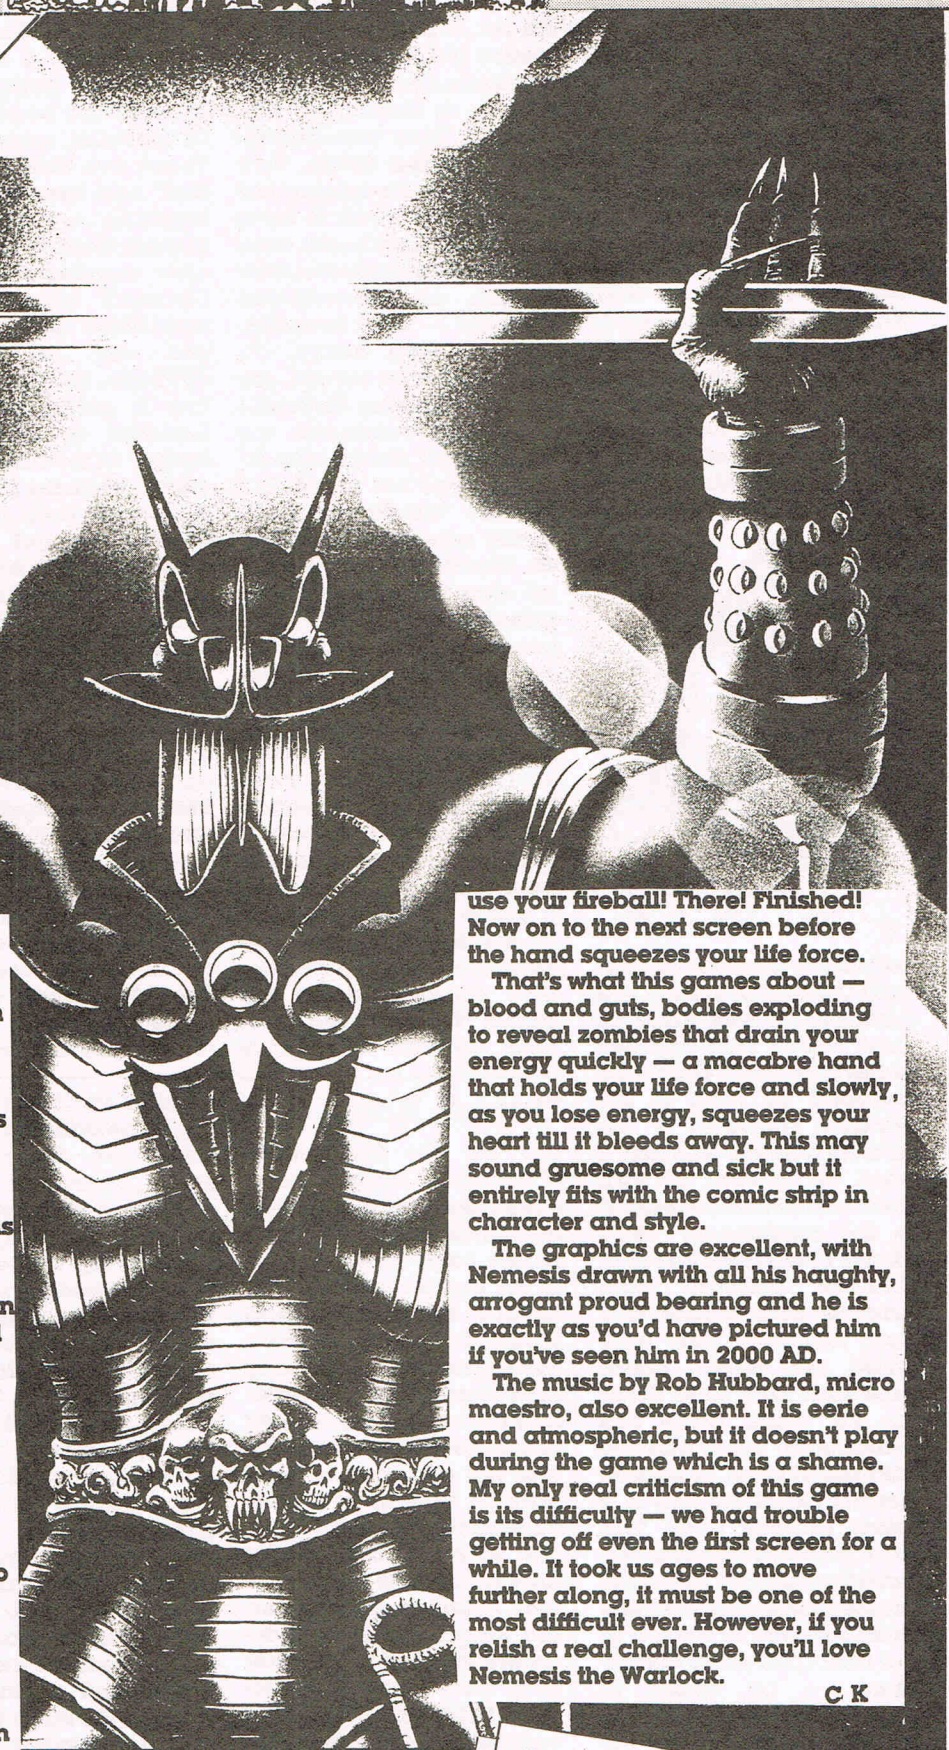 use your fireball! There! Finished!
Now on to the next screen before
the hand squeezes your life force.
That's what this games about —
blood and guts, bodies exploding
to reveal zombies that drain your
energy quickly — a macabre hand
that holds your life force and slowly,
as you lose energy, squeezes your
heart till it bleeds away. This may
sound gruesome and sick but it
entirely fits with the comic strip in
character and style.
The graphics are excellent, with
Nemesis drawn with all his haughty,
arrogant proud bearing and he is
exactly as you'd have pictured him
if you've seen him in 2000 AD.
The music by Rob Hubbard, micro
maestro, also excellent. It is eerie
and atmospheric, but it doesn't play
during the game which is a shame.
My only real criticism of this game
is its difficulty — we had trouble
getting off even the first screen for a
while. It took us ages to move
further along, it must be one of the
most difficult ever. However, if you
relish a real challenge, you'll love
Nemesis the Warlock.
C K